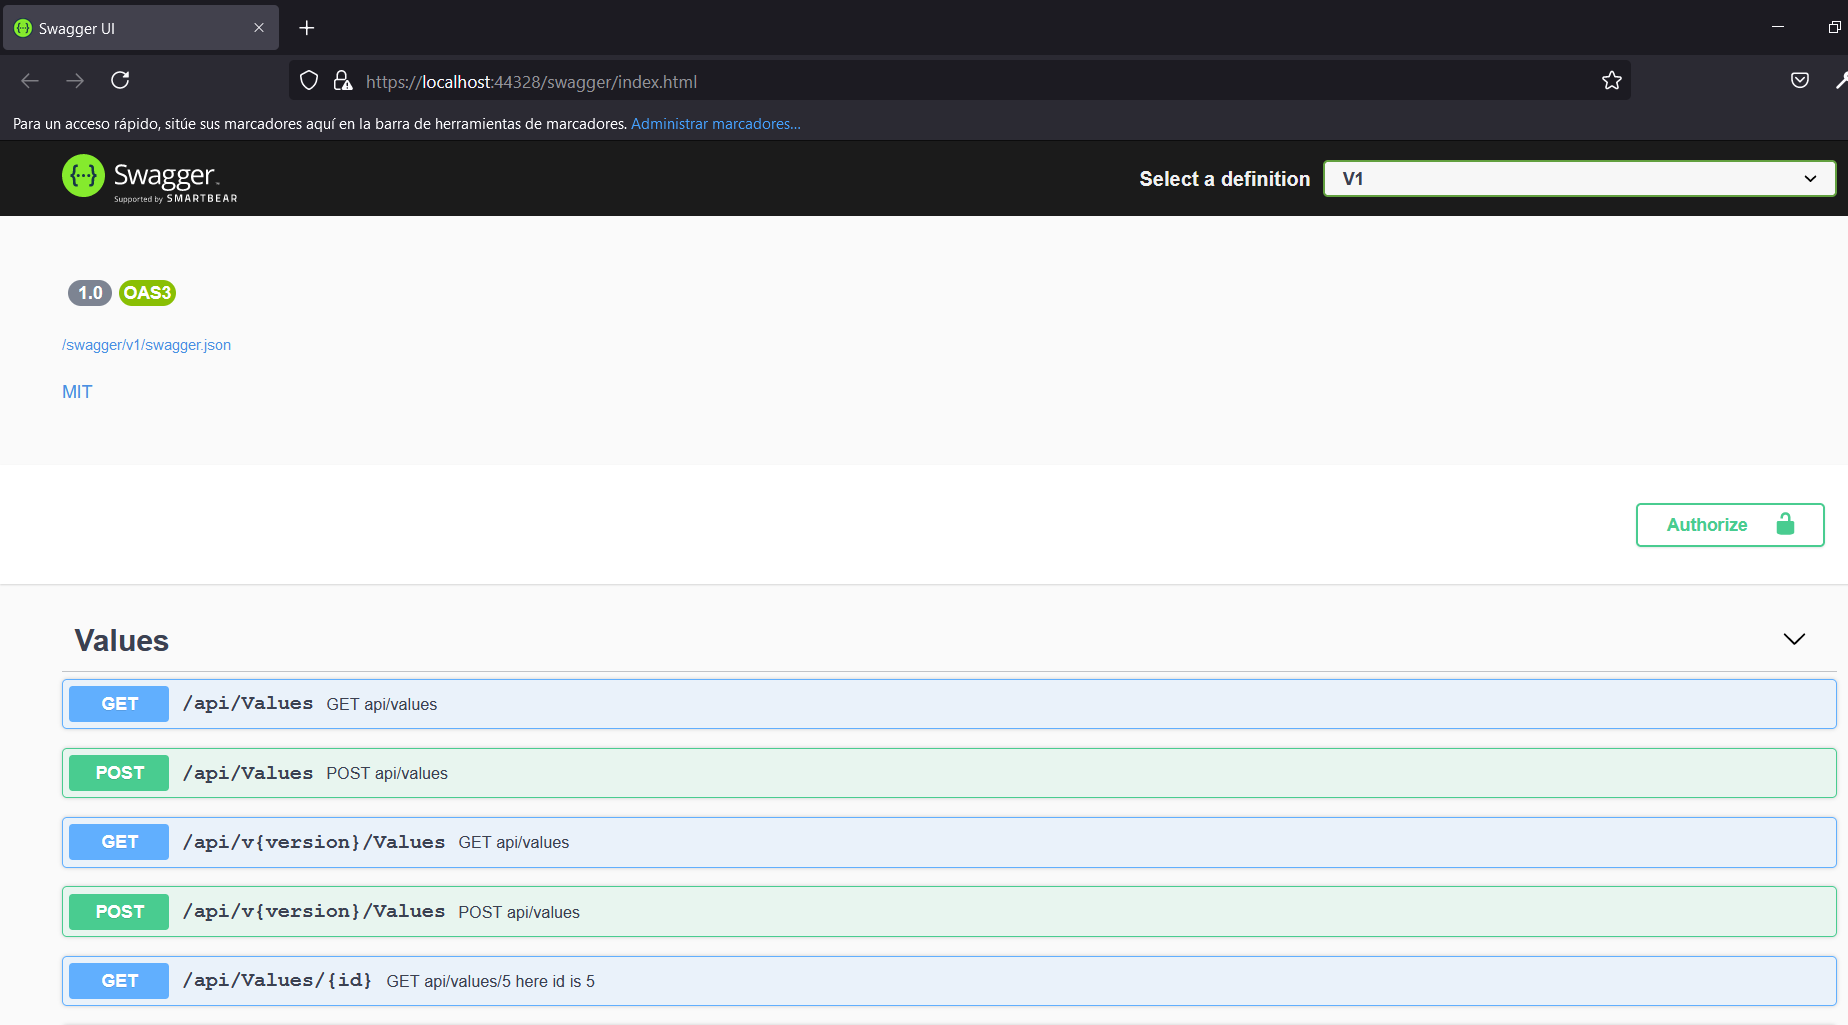 Swagger UI
https://localhost:44328/swagger/index.html
Para un acceso rápido, sitúe sus marcadores aquí en la barra de herramientas de marcadores. Administrar marcadores...
{···} Swagger
Supported by SMARTBEAR
Select a definition V1
1.0 OAS3
/swagger/v1/swagger.json
MIT
Authorize
Values
GET /api/Values GET api/values
POST /api/Values POST api/values
GET /api/v{version}/Values GET api/values
POST /api/v{version}/Values POST api/values
GET /api/Values/{id} GET api/values/5 here id is 5